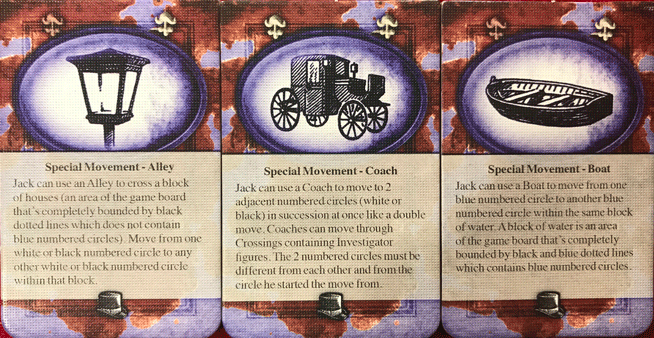 Special Movement - Alley
Jack can use an Alley to cross a block
of houses (an area of the game board
that's completely bounded by black
dotted lines which does not contain
blue numbered circles). Move from one
white or black numbered circle to any
other white or black numbered circle
within that block.
Special Movement - Coach
Jack can use a Coach to move to 2
adjacent numbered circles (white or
black) in succession at once like a double
move. Coaches can move through
Crossings containing Investigator
figures. The 2 numbered circles must be
different from each other and from the
circle he started the move from.
Special Movement - Boat
Jack can use a Boat to move from one
blue numbered circle to another blue
numbered circle within the same block
of water. A block of water is an area
of the game board that's completely
bounded by black and blue dotted lines
which contains blue numbered circles.